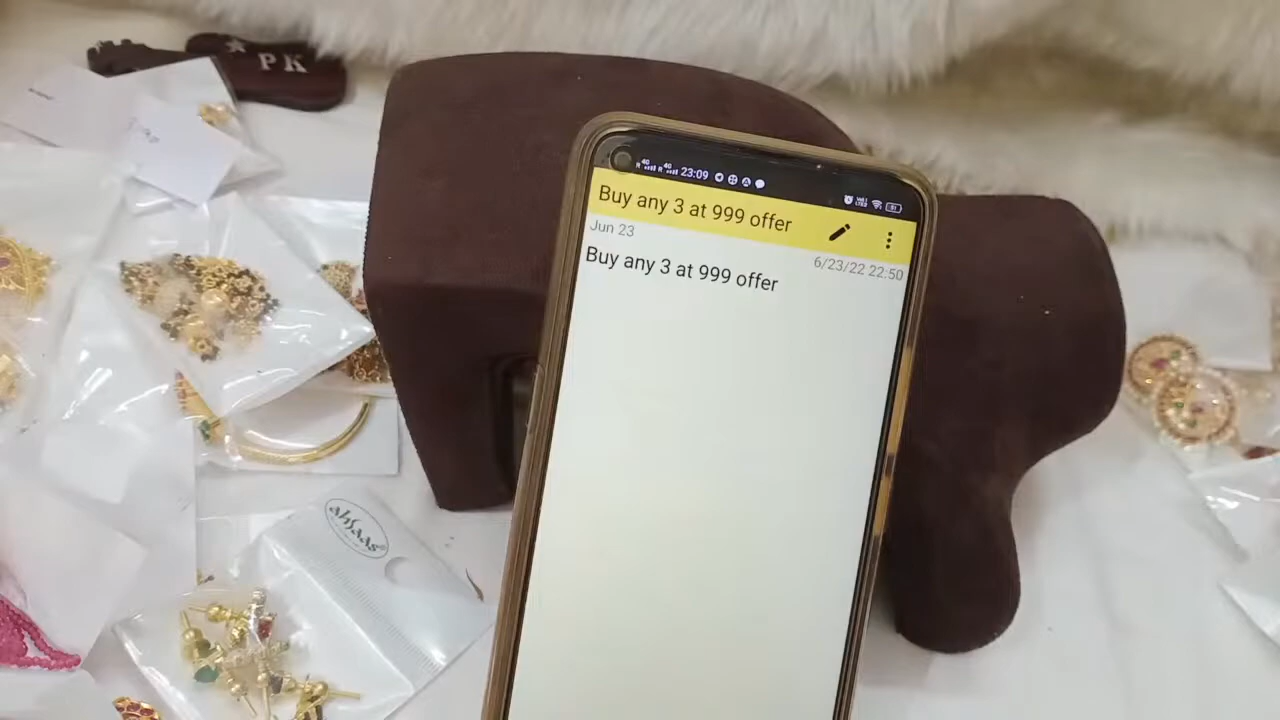 PK
23:09
Buy any 3 at 999 offer
Jun 23
6/23/22 22:50
Buy any 3 at 999 offer
ahsaas